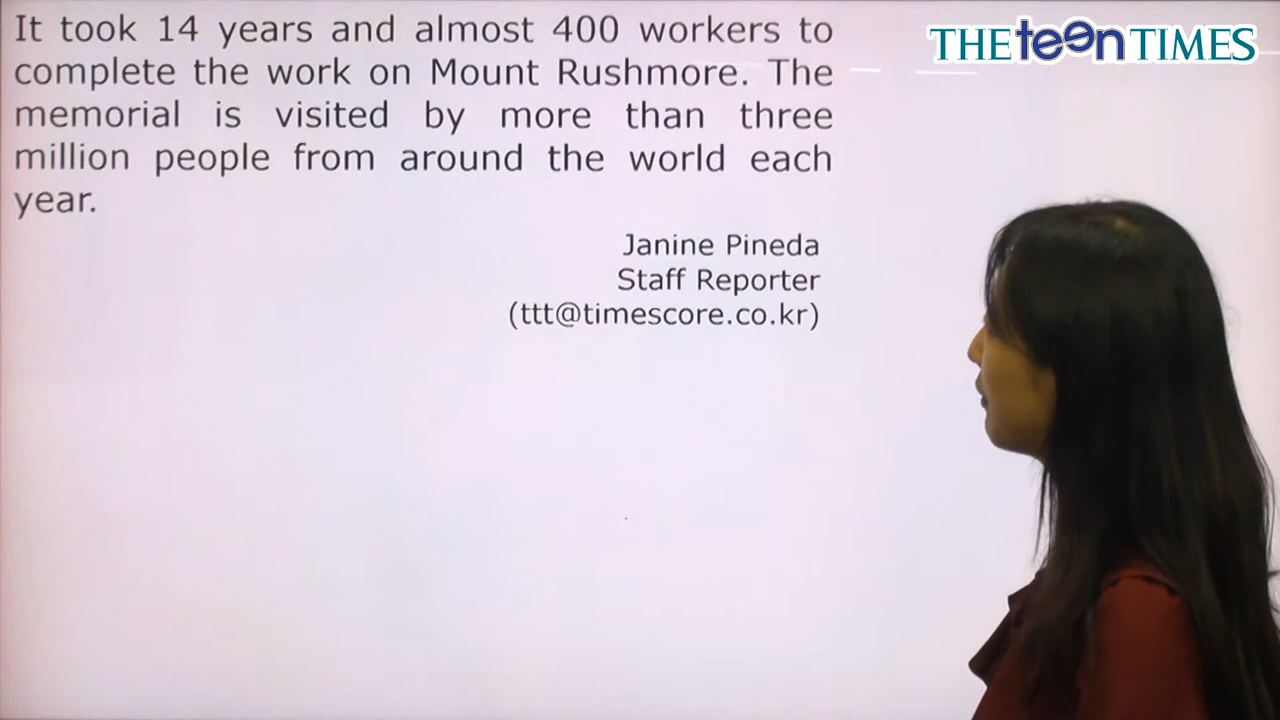 It took 14 years and almost 400 workers to
complete the work on Mount Rushmore. The
memorial is visited by more than three
million people from around the world each
year.
Janine Pineda
Staff Reporter
(ttt@timescore.co.kr)
THE teen TIMES